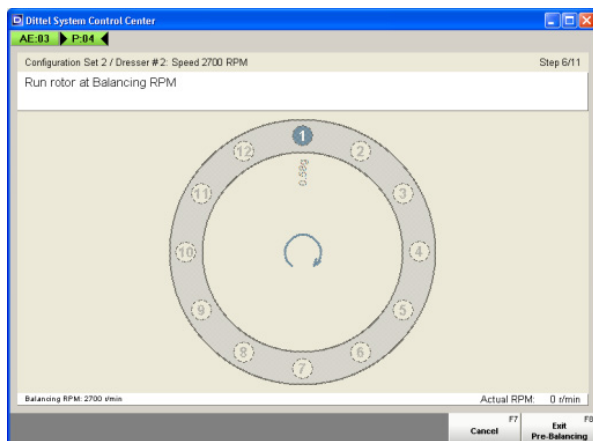 Dittel System Control Center
AE:03 P:04
Configuration Set 2 / Dresser # 2: Speed 2700 RPM Step 6/11
Run rotor at Balancing RPM
1
12 2
0.58g
11 3
10 4
9 5
8 6
7
Balancing RPM: 2700 r/min Actual RPM: 0 r/min
F7 F8
Cancel Exit
Pre-Balancing